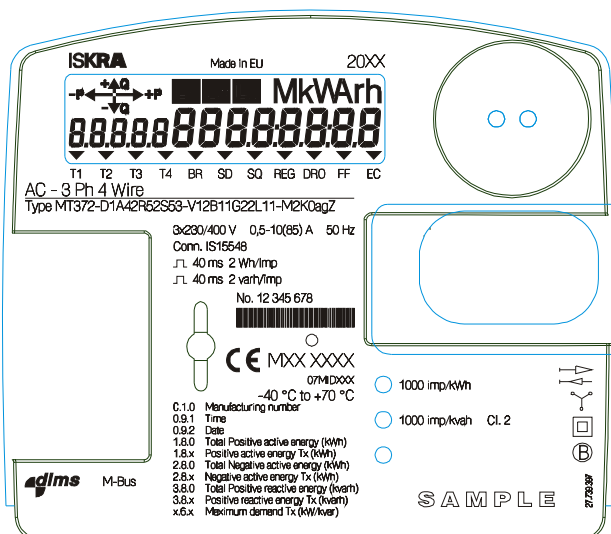 ISKRA Made in EU 20XX
-P +Q -Q +P MkWArh
8.8.8.8.8 8888.8.8.8.8
T1 T2 T3 T4 BR SD SQ REG DRO FF EC
AC - 3 Ph 4 Wire
Type MT372-D1A42R52S53-V12B11G22L11-M2K0agZ
3x230/400 V 0,5-10(85) A 50 Hz
Conn. IS15548
40 ms 2 Wh/imp
40 ms 2 varh/imp
No. 12 345 678
CE MXX XXXX
07MIDXXX
-40 °C to +70 °C
1000 imp/kWh
1000 imp/kvah Cl. 2
C.1.0 Manufacturing number
0.9.1 Time
0.9.2 Date
1.8.0 Total Positive active energy (kWh)
1.8.x Positive active energy Tx (kWh)
2.8.0 Total Negative active energy (kWh)
2.8.x Negative active energy Tx (kWh)
3.8.0 Total Positive reactive energy (kvarh)
3.8.x Positive reactive energy Tx (kvarh)
x.6.x Maximum demand Tx (kW/kvar)
dlms M-Bus
B
SAMPLE
27.739.397